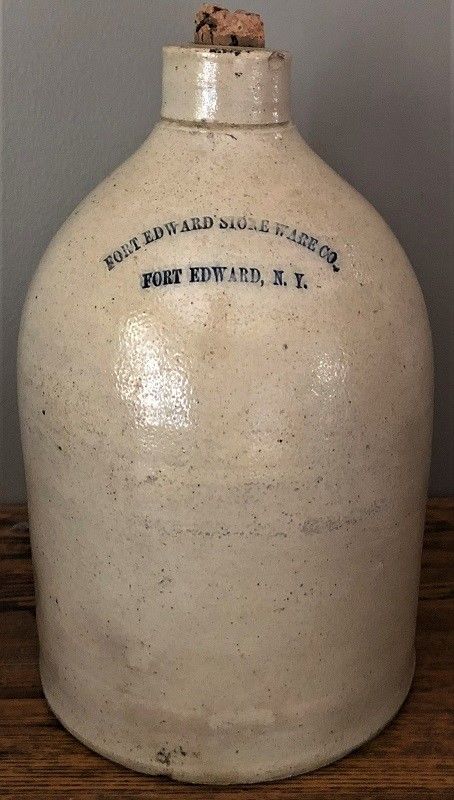 FORT EDWARD STONE WARE CO.,
FORT EDWARD, N. Y.